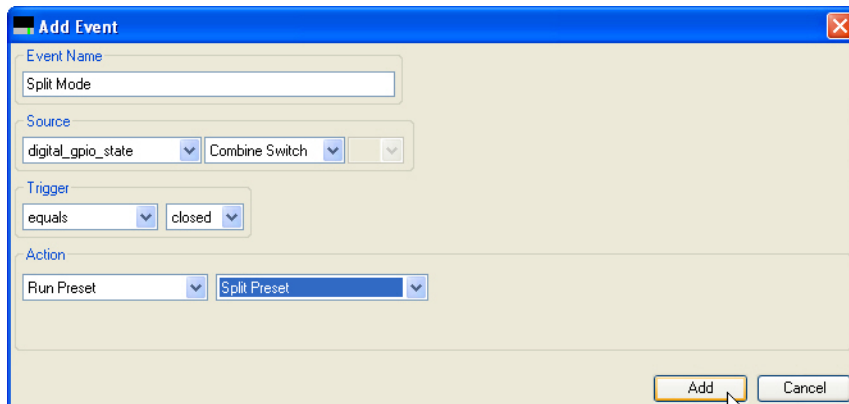 Add Event
Event Name
Split Mode
Source
digital_gpio_state Combine Switch
Trigger
equals closed
Action
Run Preset Split Preset
Add Cancel